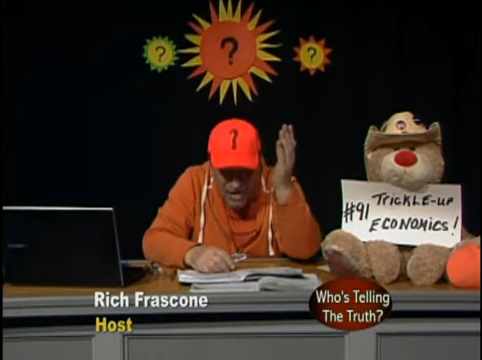 ?
?
?
?
#91 TRICKLE-UP
ECONOMICS!
Rich Frascone
Host
Who's Telling
The Truth?